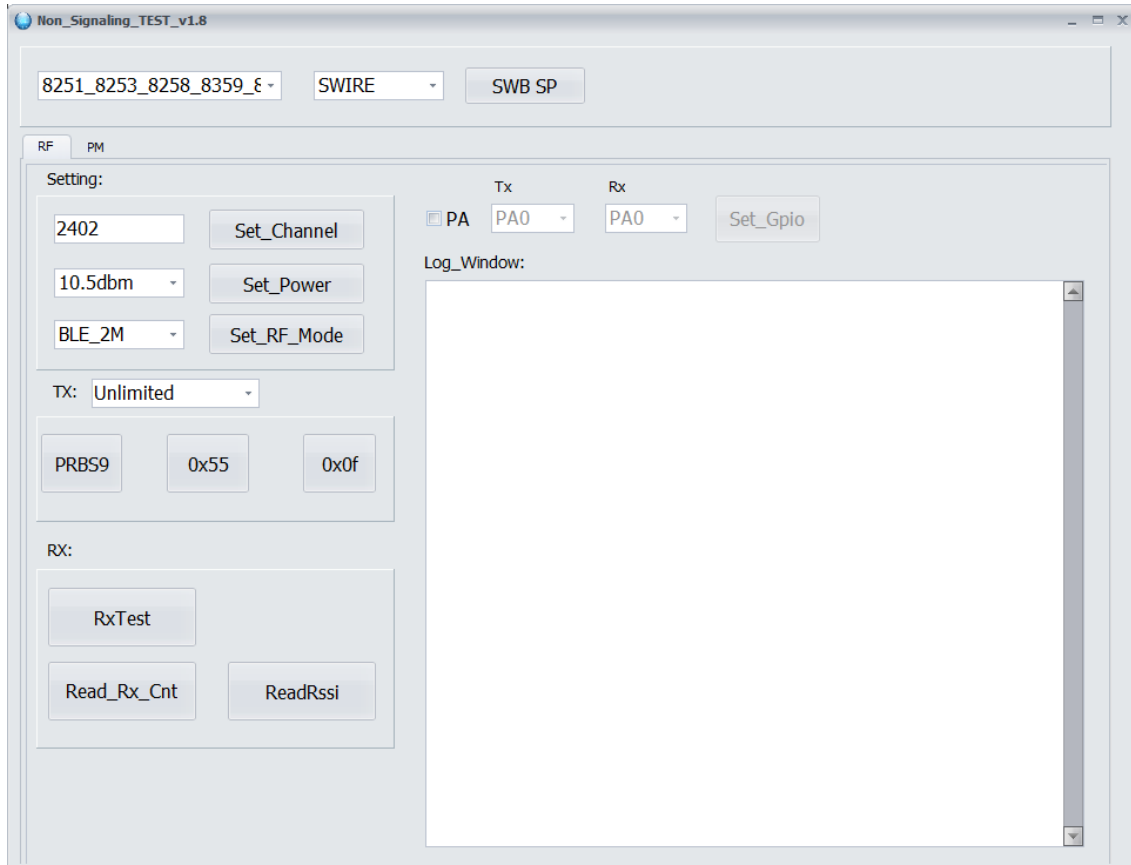 Non_Signaling_TEST_v1.8
8251_8253_8258_8359_8 SWIRE SWB SP
RF PM
Setting:
2402 Set_Channel
10.5dbm Set_Power
BLE_2M Set_RF_Mode
TX: Unlimited
PRBS9 0x55 0x0f
RX:
RxTest
Read_Rx_Cnt ReadRssi
Tx Rx
PA PA0 PA0 Set_Gpio
Log_Window: